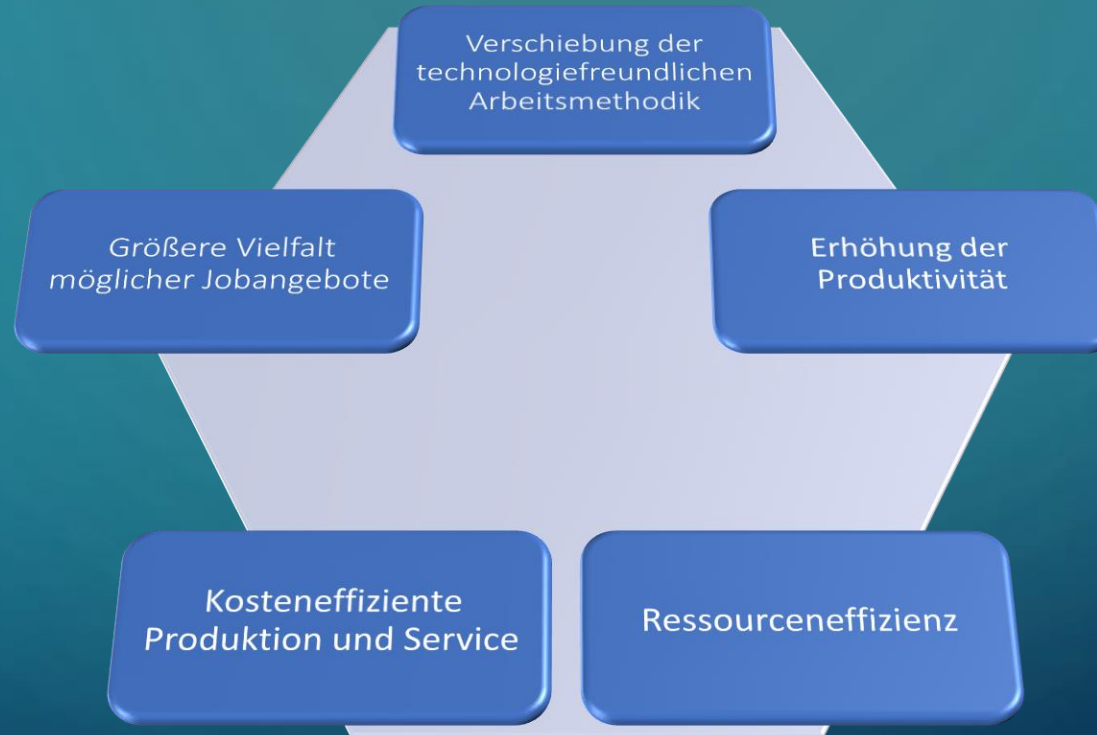 Verschiebung der
technologiefreundlichen
Arbeitsmethodik
Größere Vielfalt
möglicher Jobangebote
Erhöhung der
Produktivität
Kosteneffiziente
Produktion und Service
Ressourceneffizienz